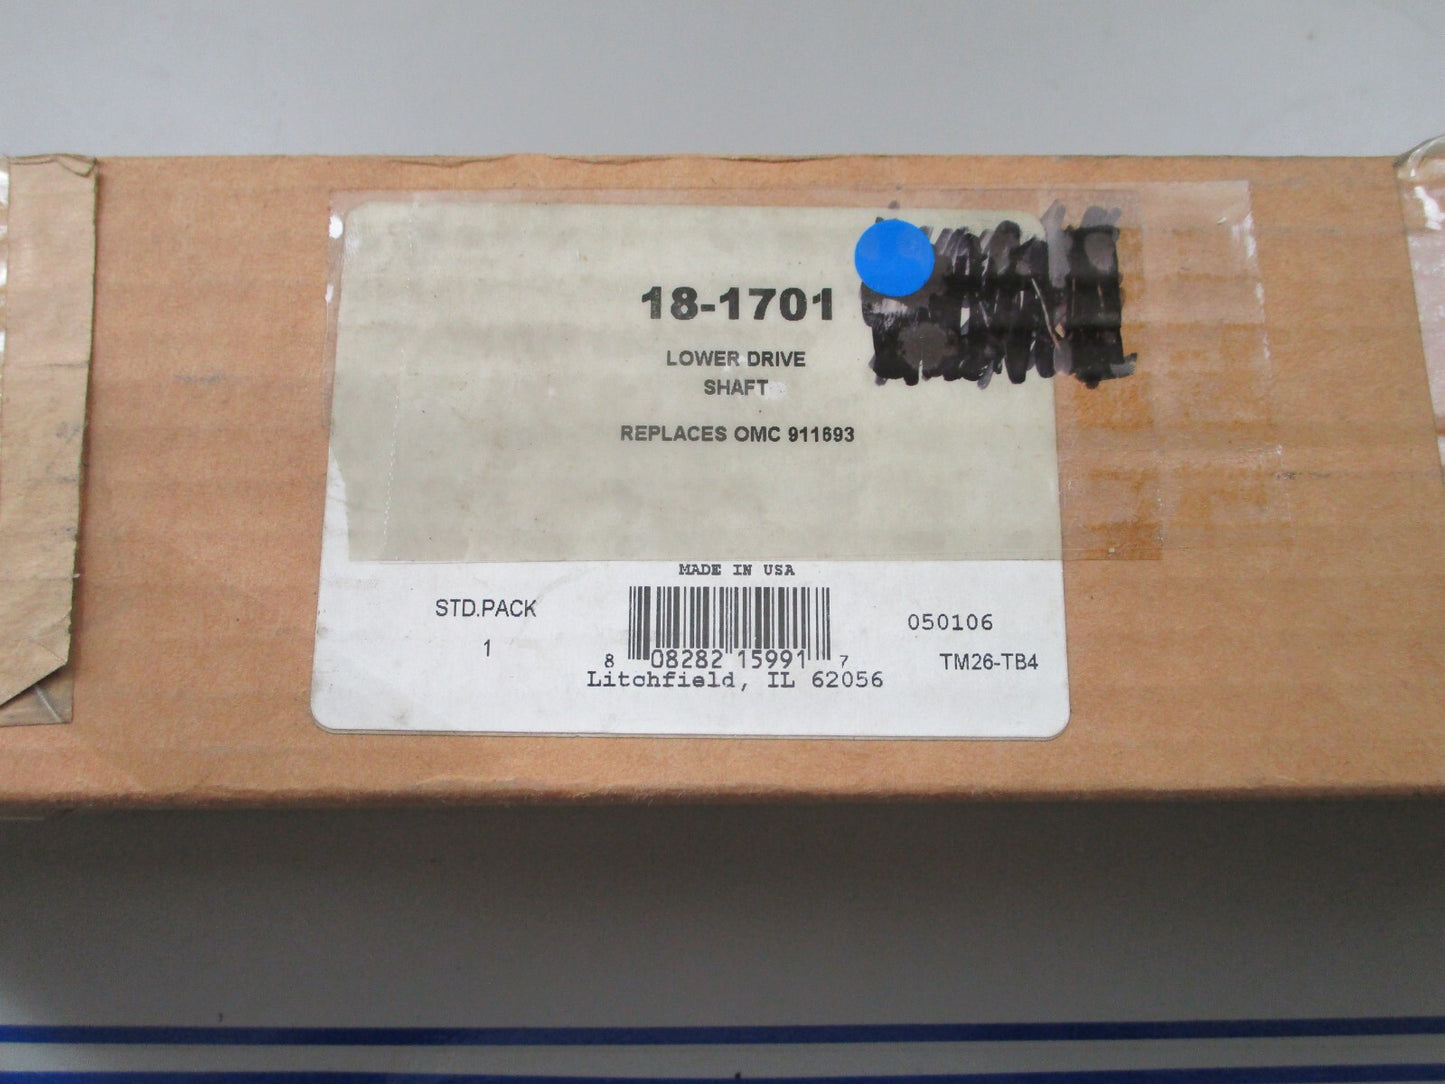 18-1701
LOWER DRIVE
SHAFT
REPLACES OMC 911693
MADE IN USA
STD.PACK
1
8 08282 15991 7
Litchfield, IL 62056
050106
TM26-TB4